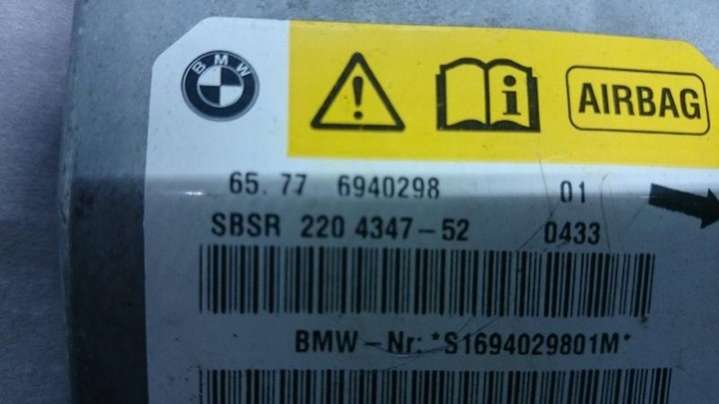 BMW
i
AIRBAG
65.77 6940298 01
SBSR 220 4347-52 0433
BMW-Nr: *S1694029801M*